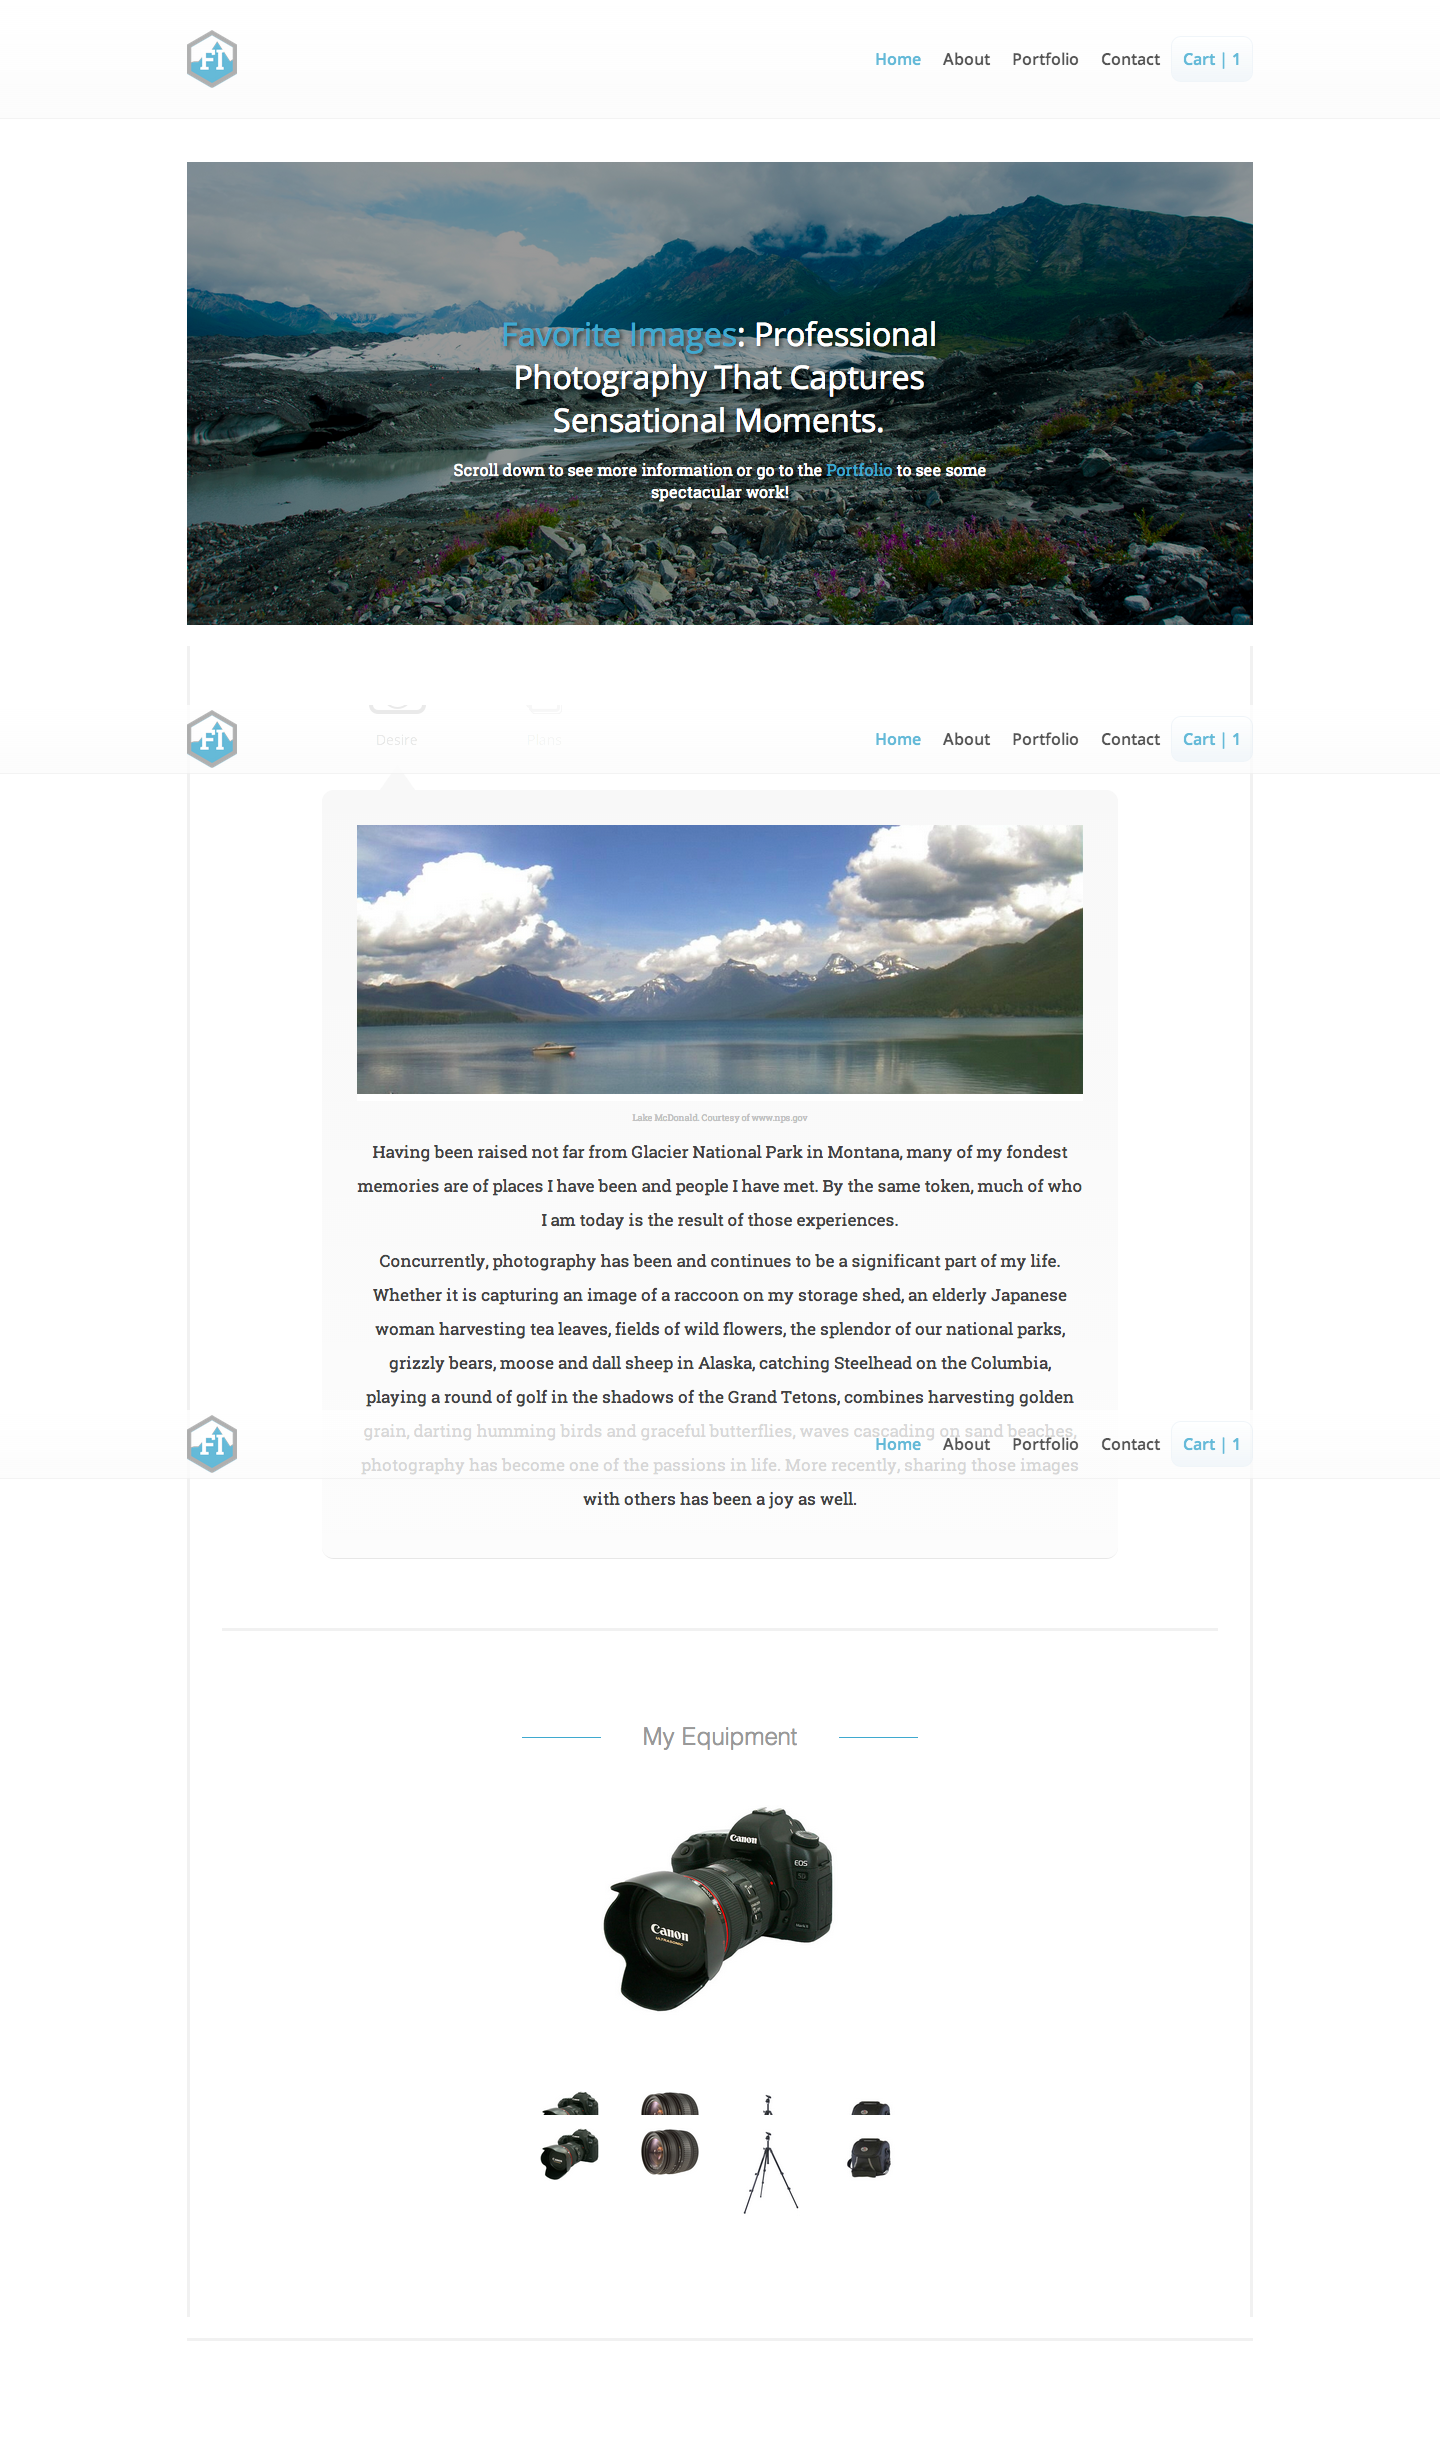 FI
Home About Portfolio Contact Cart | 1
Favorite Images: Professional
Photography That Captures
Sensational Moments.
Scroll down to see more information or go to the Portfolio to see some
spectacular work!
FI
Desire Plans
Home About Portfolio Contact Cart | 1
Lake McDonald. Courtesy of www.nps.gov
Having been raised not far from Glacier National Park in Montana, many of my fondest
memories are of places I have been and people I have met. By the same token, much of who
I am today is the result of those experiences.
Concurrently, photography has been and continues to be a significant part of my life.
Whether it is capturing an image of a raccoon on my storage shed, an elderly Japanese
woman harvesting tea leaves, fields of wild flowers, the splendor of our national parks,
grizzly bears, moose and dall sheep in Alaska, catching Steelhead on the Columbia,
playing a round of golf in the shadows of the Grand Tetons, combines harvesting golden
grain, darting humming birds and graceful butterflies, waves cascading on sand beaches,
FI
Home About Portfolio Contact Cart | 1
photography has become one of the passions in life. More recently, sharing those images
with others has been a joy as well.
My Equipment
Canon
EOS
5D
Canon
ULTRASONIC